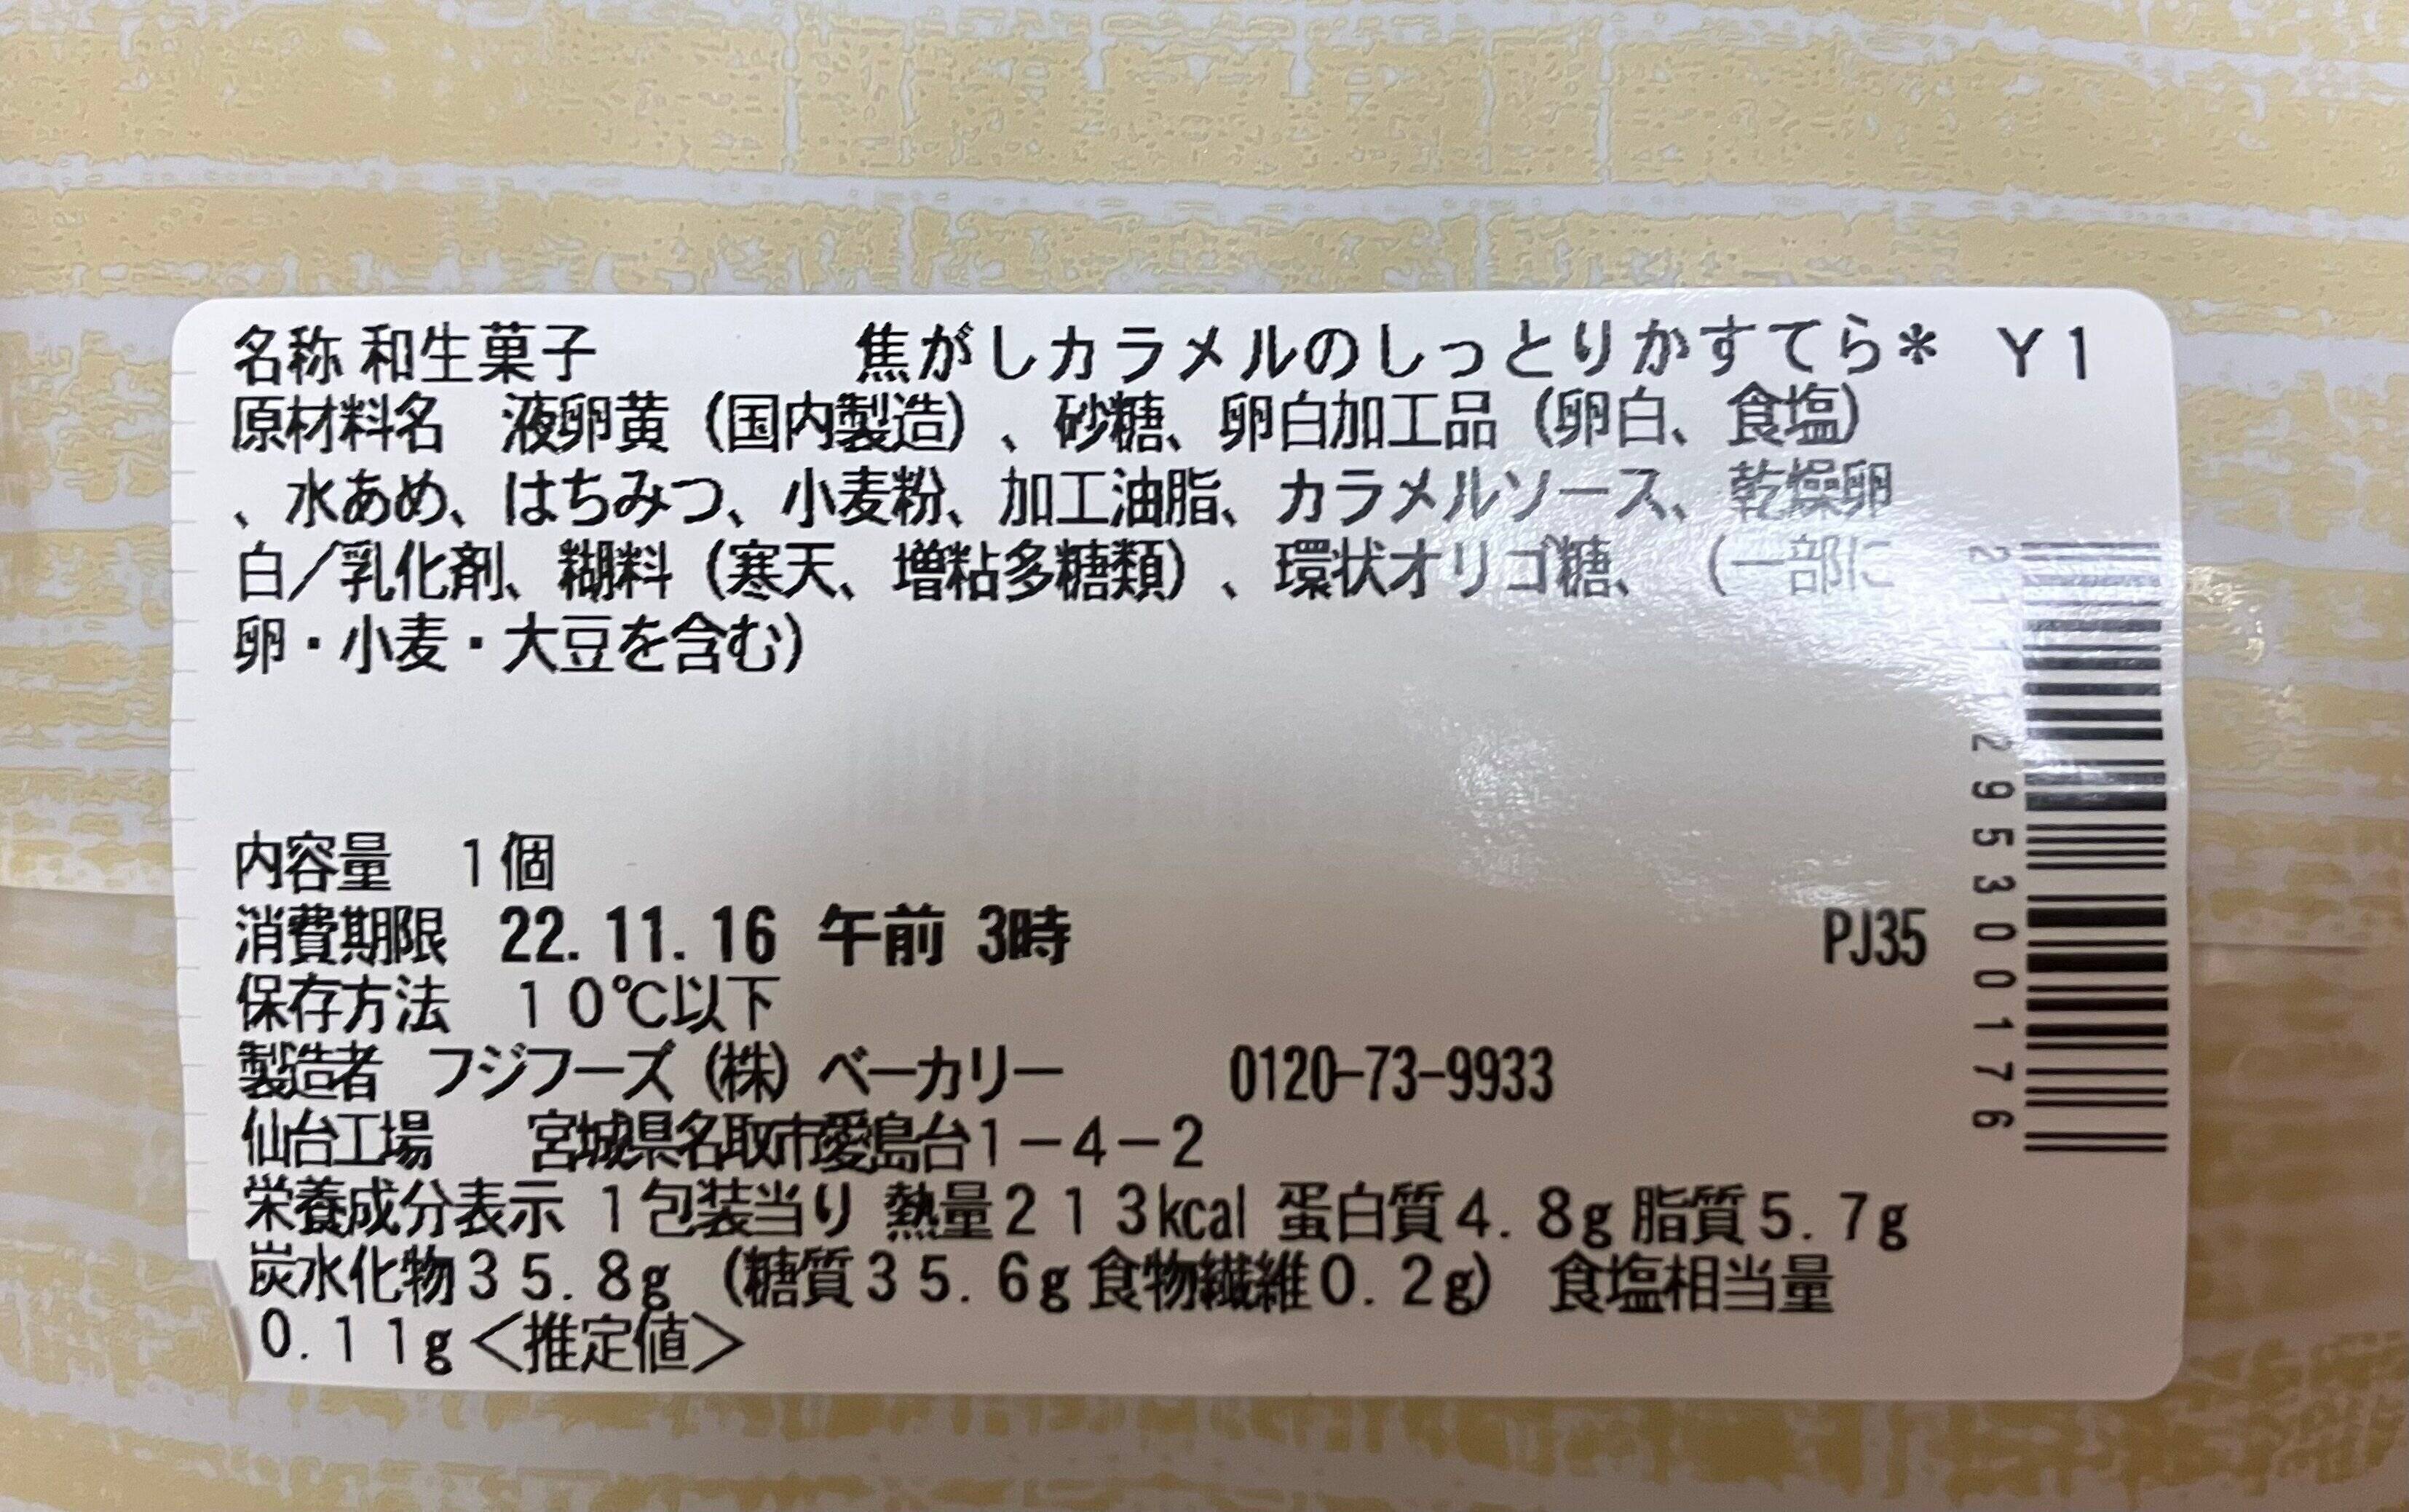 名称 和生菓子 焦がしカラメルのしっとりかすてら＊ Y1
原材料名 液卵黄（国内製造）、砂糖、卵白加工品（卵白、食塩）
、水あめ、はちみつ、小麦粉、加工油脂、カラメルソース、乾燥卵
白／乳化剤、糊料（寒天、増粘多糖類）、環状オリゴ糖、（一部に
卵・小麦・大豆を含む）
内容量 1個
消費期限 22.11.16 午前 3時 PJ35
保存方法 10℃以下
製造者 フジフーズ（株）ベーカリー 0120-73-9933
仙台工場 宮城県名取市愛島台1－4－2
栄養成分表示 1包装当り 熱量213kcal 蛋白質4.8g 脂質5.7g
炭水化物35.8g（糖質35.6g 食物繊維0.2g） 食塩相当量
0.11g＜推定値＞
295300176